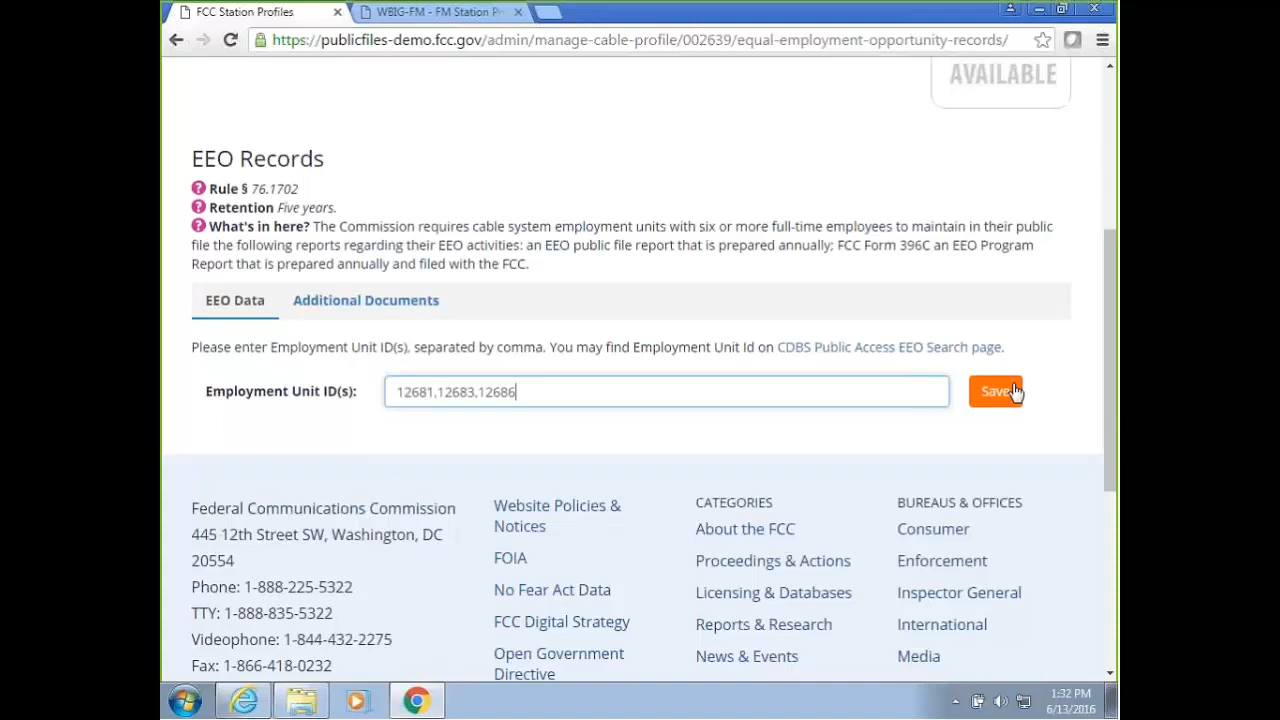 FCC Station Profiles
WBIG-FM - FM Station Pr
https://publicfiles-demo.fcc.gov/admin/manage-cable-profile/002639/equal-employment-opportunity-records/
AVAILABLE
EEO Records
? Rule § 76.1702
? Retention Five years.
? What's in here? The Commission requires cable system employment units with six or more full-time employees to maintain in their public
file the following reports regarding their EEO activities: an EEO public file report that is prepared annually; FCC Form 396C an EEO Program
Report that is prepared annually and filed with the FCC.
EEO Data Additional Documents
Please enter Employment Unit ID(s), separated by comma. You may find Employment Unit Id on CDBS Public Access EEO Search page.
Employment Unit ID(s): 12681,12683,12686 Save
Federal Communications Commission
445 12th Street SW, Washington, DC
20554
Phone: 1-888-225-5322
TTY: 1-888-835-5322
Videophone: 1-844-432-2275
Fax: 1-866-418-0232
Website Policies &
Notices
FOIA
No Fear Act Data
FCC Digital Strategy
Open Government
Directive
CATEGORIES
About the FCC
Proceedings & Actions
Licensing & Databases
Reports & Research
News & Events
BUREAUS & OFFICES
Consumer
Enforcement
Inspector General
International
Media
1:32 PM
6/13/2016